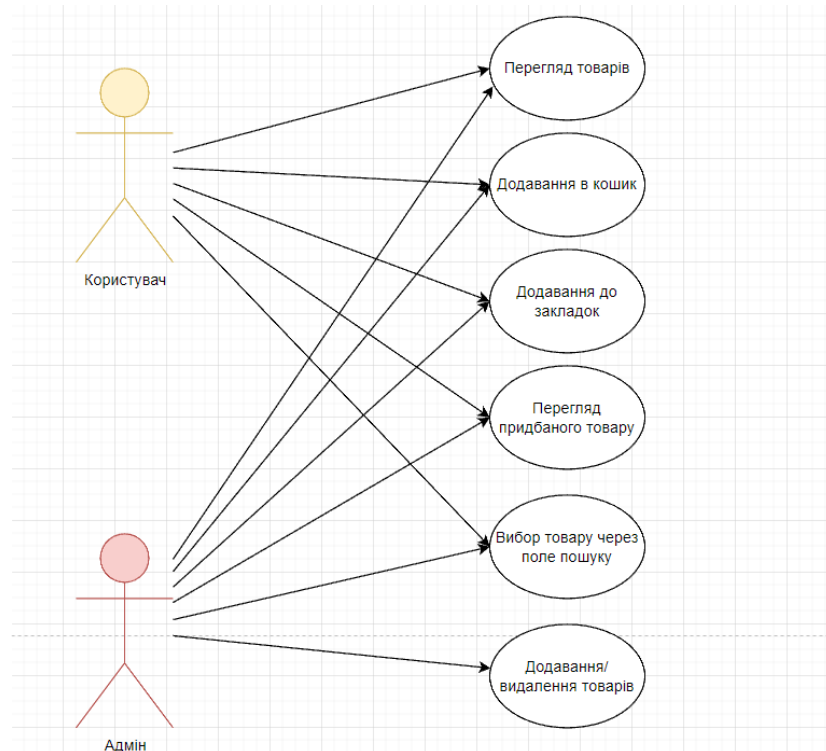 Перегляд товарів
Додавання в кошик
Користувач
Додавання до
закладок
Перегляд
придбаного товару
Вибор товару через
поле пошуку
Додавання/
видалення товарів
Адмін